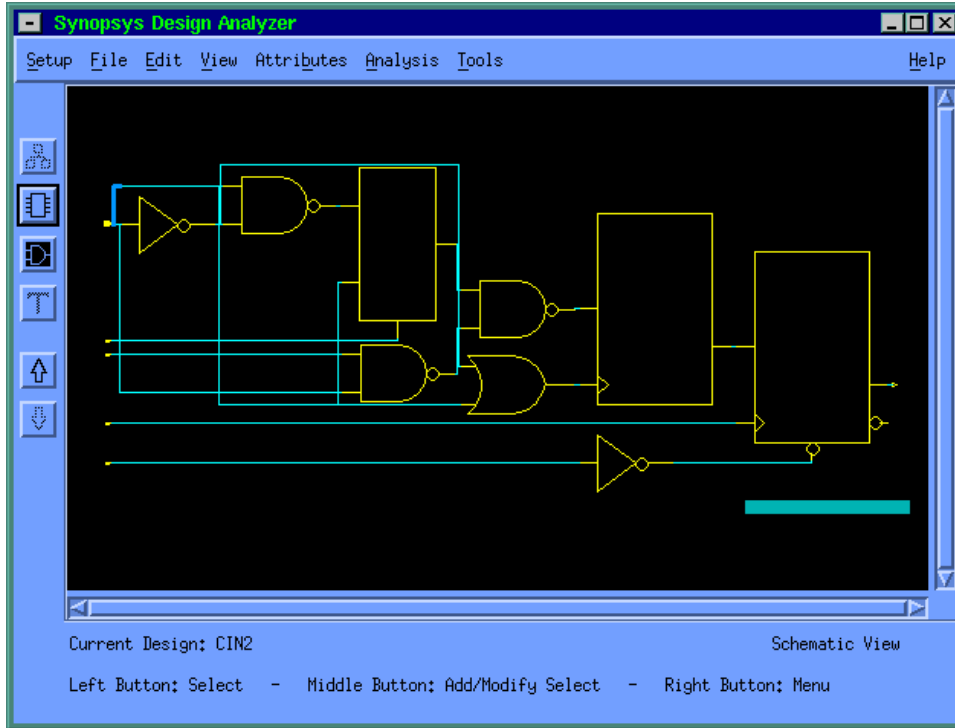 Synopsys Design Analyzer
Setup File Edit View Attributes Analysis Tools Help
Current Design: CIN2 Schematic View
Left Button: Select - Middle Button: Add/Modify Select - Right Button: Menu